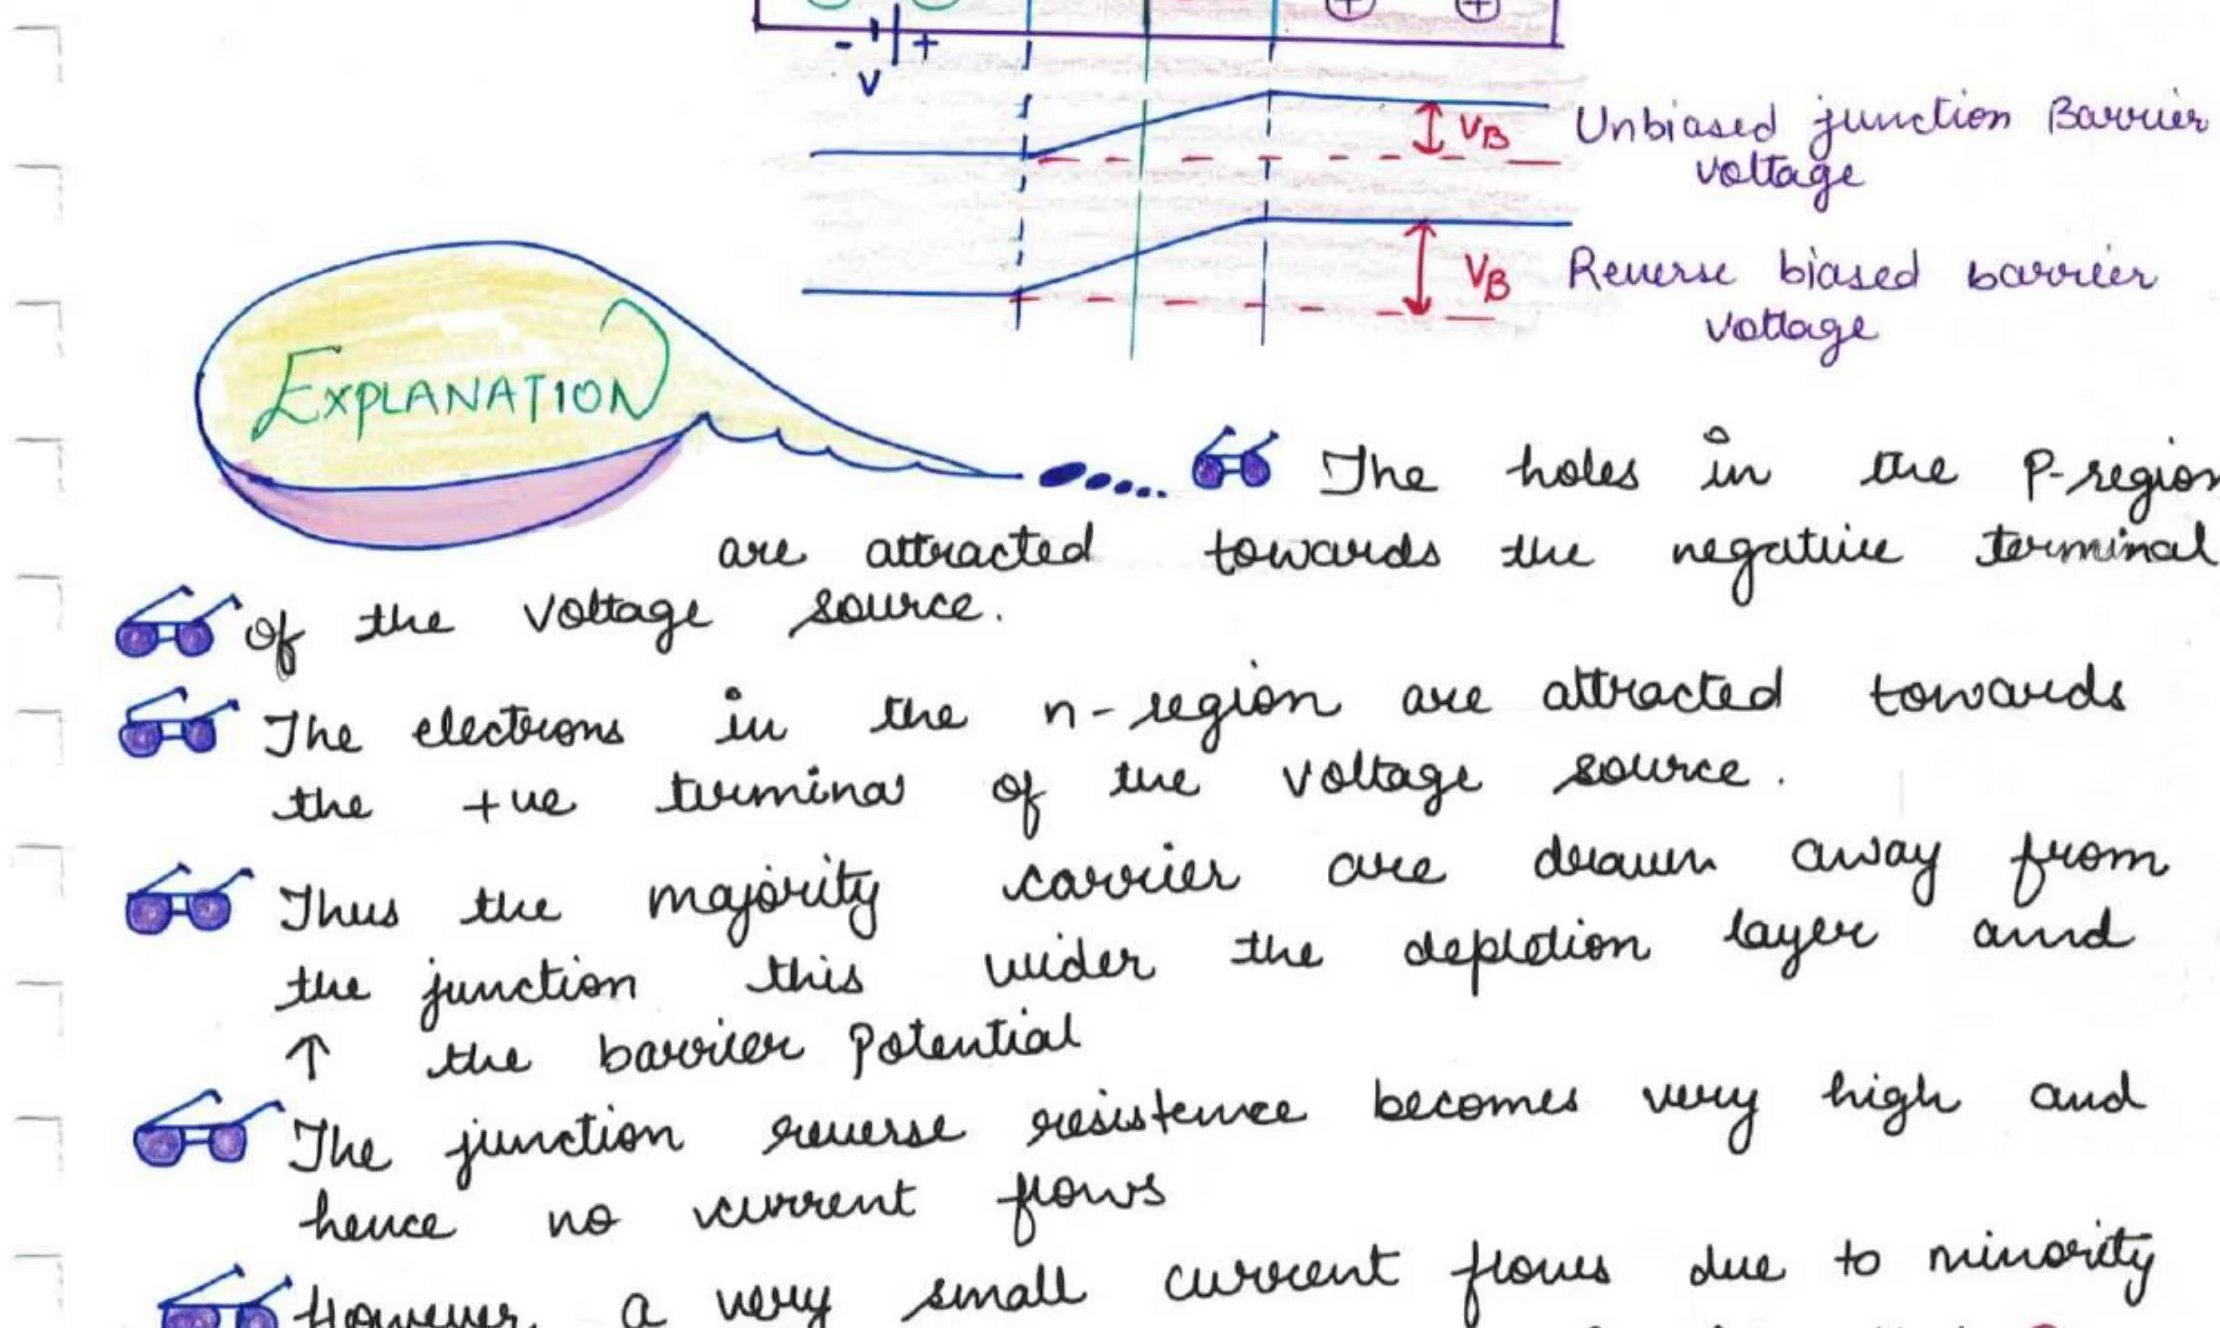 - +
V
VB
Unbiased junction Barrier
voltage
VB
Reverse biased barrier
voltage
EXPLANATION
The holes in the P-region
are attracted towards the negative terminal
of the voltage source.
The electrons in the n-region are attracted towards
the +ve terminal of the voltage source.
Thus the majority carrier are drawn away from
the junction this wider the depletion layer and
↑ the barrier potential
The junction reverse resistence becomes very high and
hence no current flows
However, a very small current flows due to minority